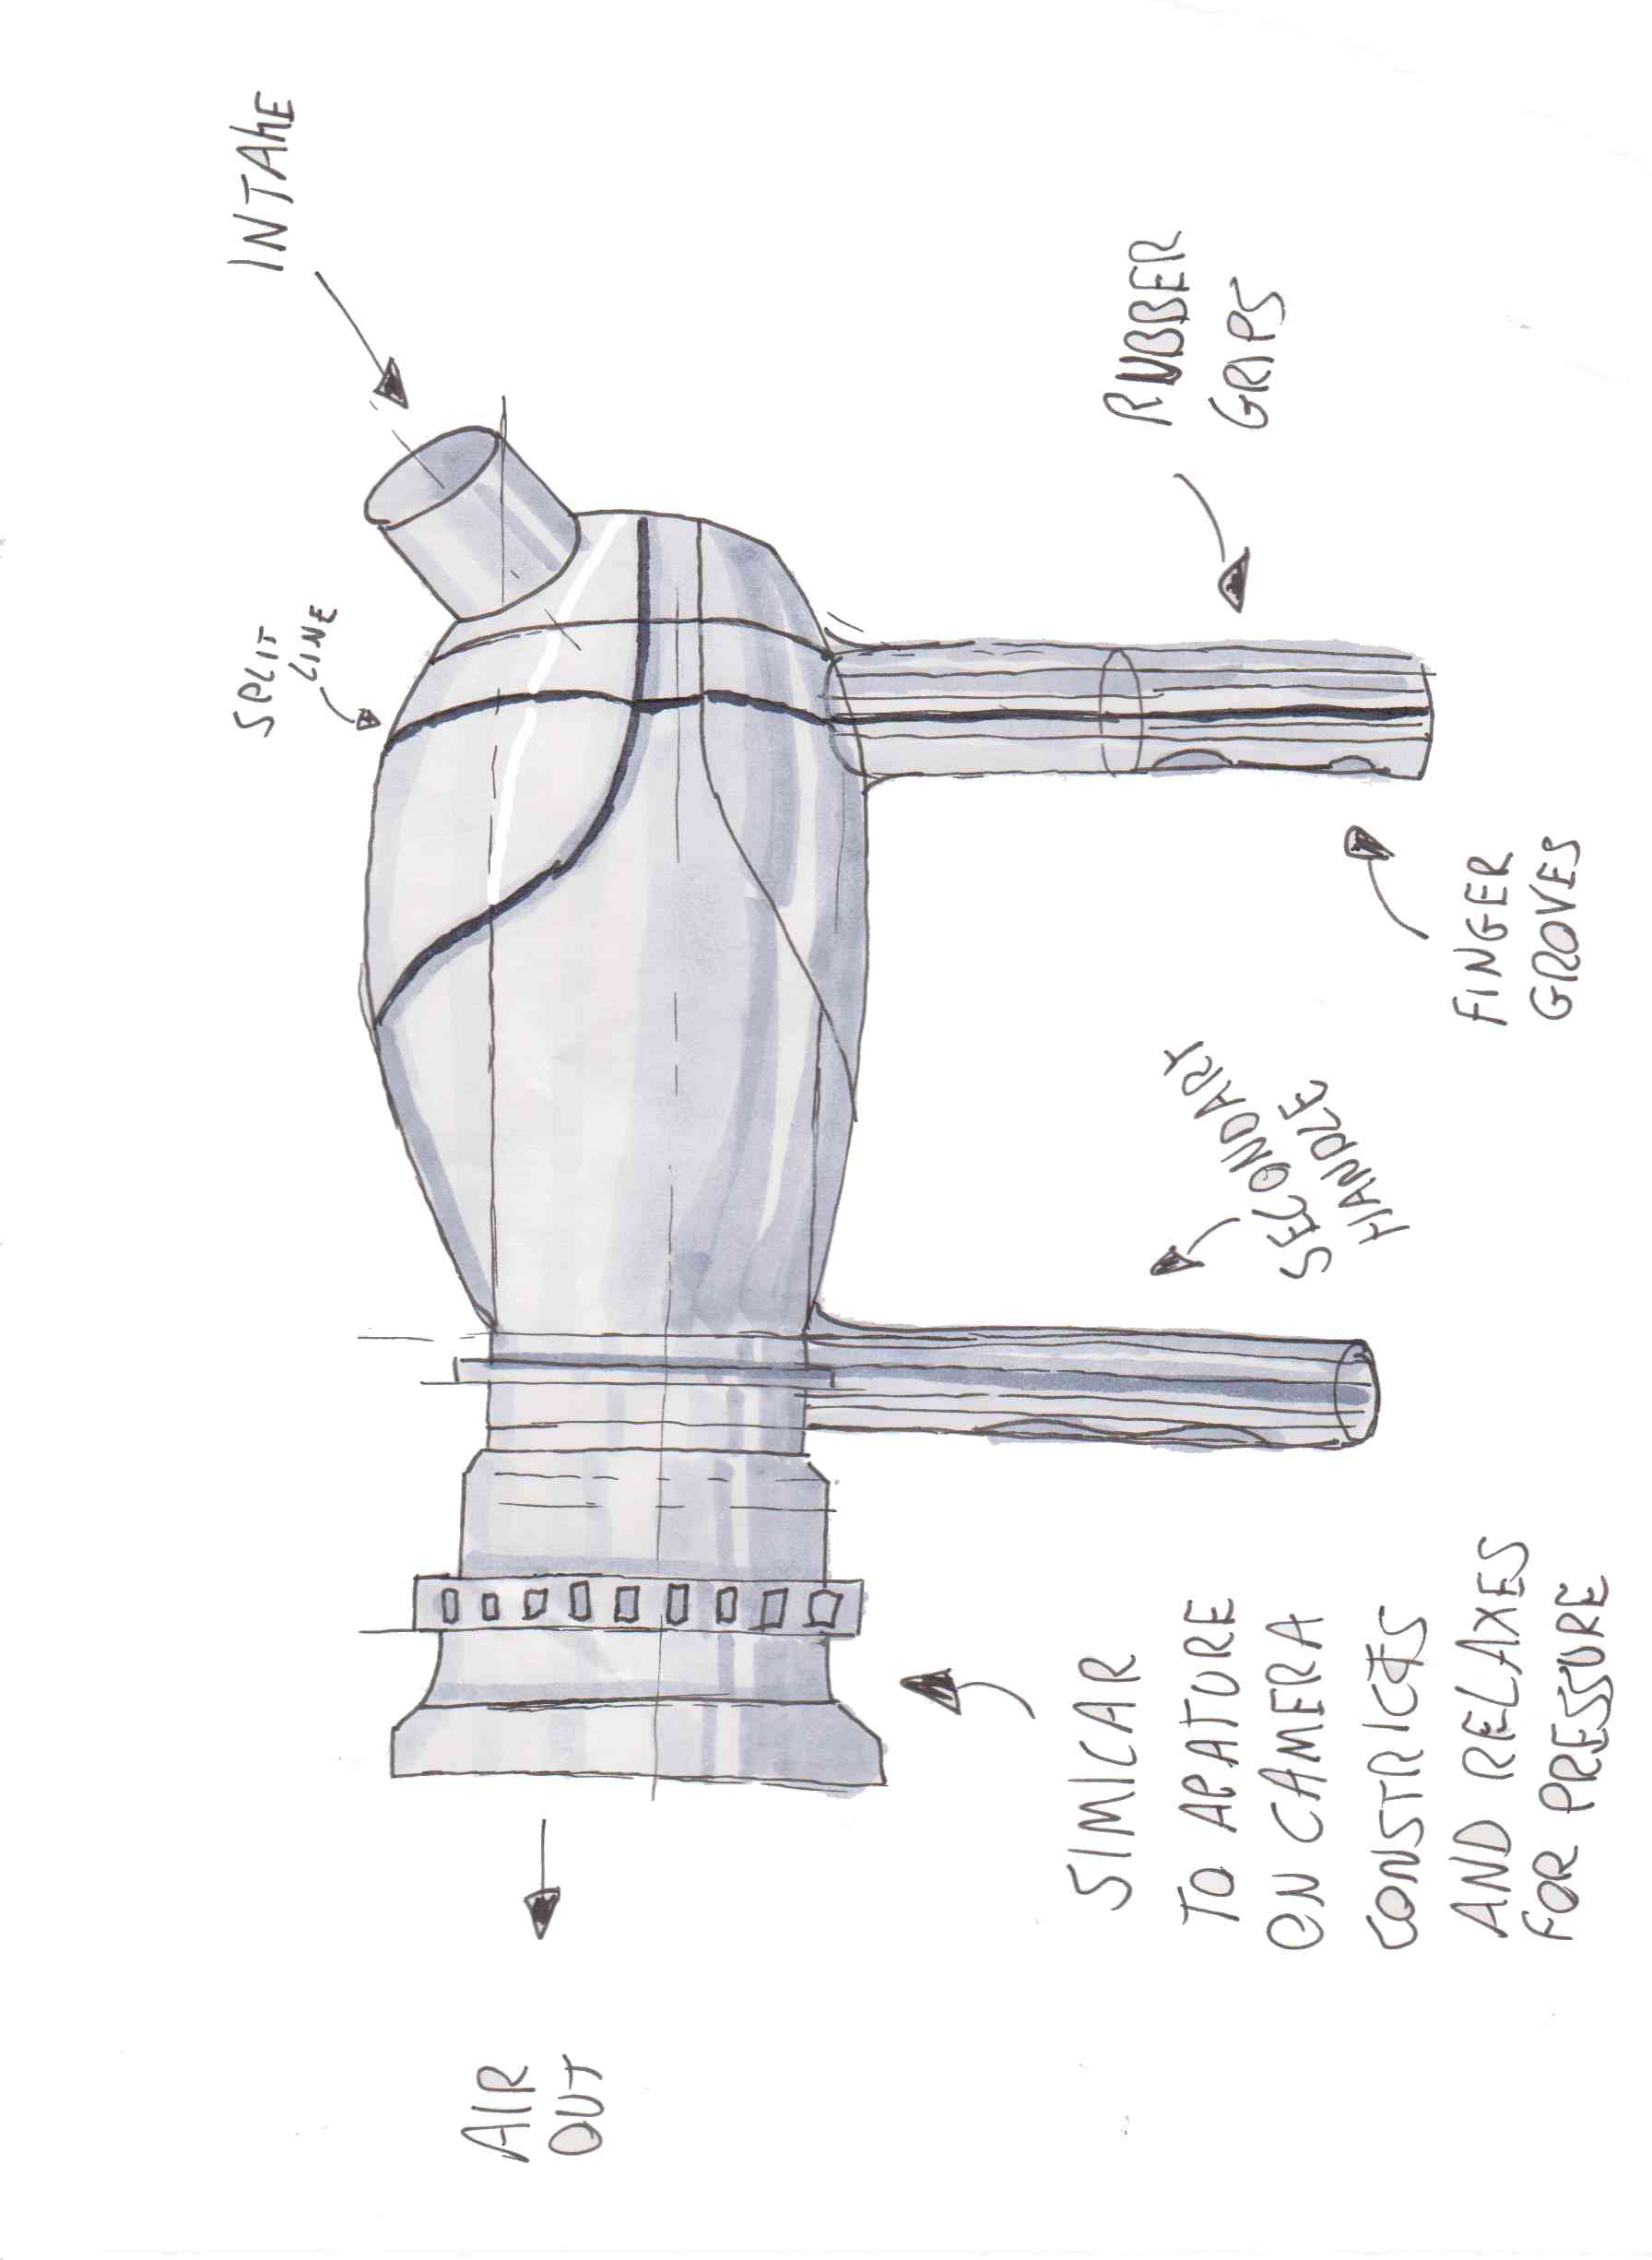 INTAKE
SPLIT
LINE
RUBBER
GRIPS
FINGER
GROVES
SECONDARY
HANDLE
SIMICAR
TO APATURE
ON CAMERA
CONSTRICTS
AND RELAXES
FOR PRESSURE
AIR
OUT